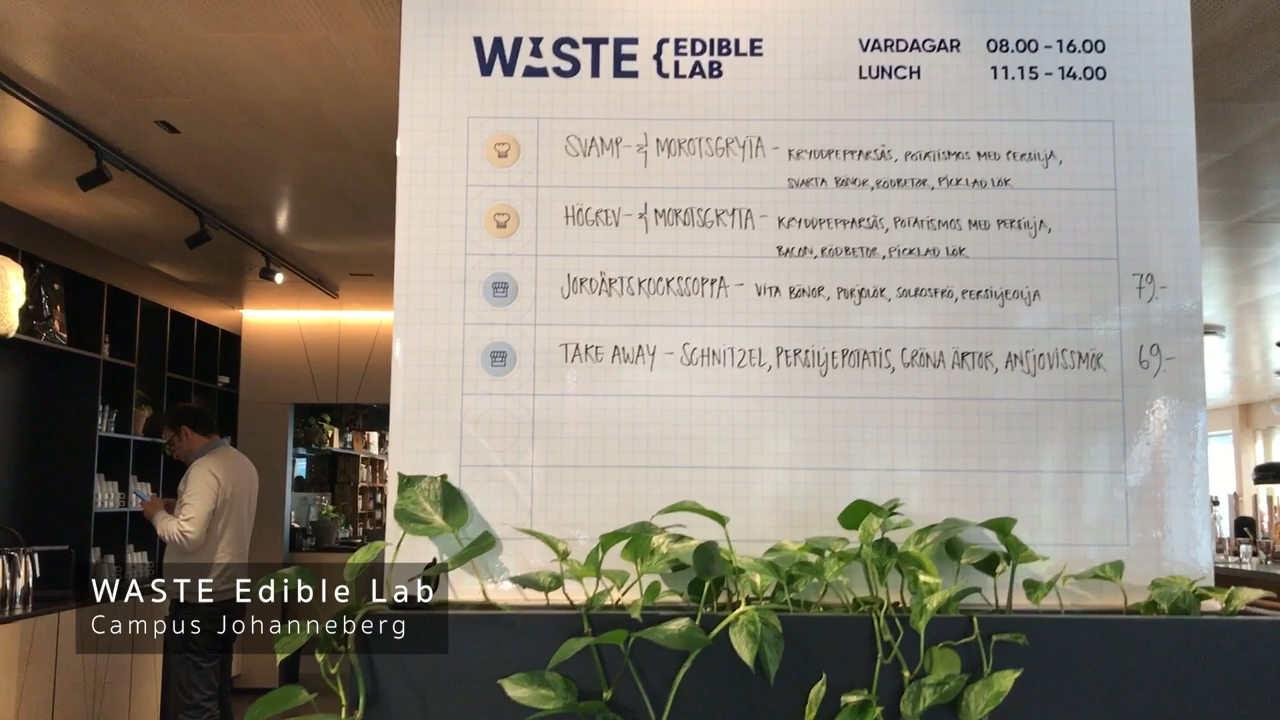 WASTE {EDIBLE LAB
VARDAGAR 08.00 - 16.00
LUNCH 11.15 - 14.00
SVAMP- & MOROTSGRYTA - KRYDDPEPPARSÅS, POTATISMOS MED PERSILJA,
SVARTA BÖNOR, RÖDBETOR, PICKLAD LÖK
HÖGREV- & MOROTSGRYTA - KRYDDPEPPARSÅS, POTATISMOS MED PERSILJA,
BACON, RÖDBETOR, PICKLAD LÖK
JORDÄRTSKOCKSSOPPA - VITA BÖNOR, PURJOLÖK, SOLROSFRÖ, PERSILJEOLJA 79.-
TAKE AWAY - SCHNITZEL, PERSILJEPOTATIS, GRÖNA ÄRTOR, ANSJOVISSMÖR 69.-
WASTE Edible Lab
Campus Johanneberg